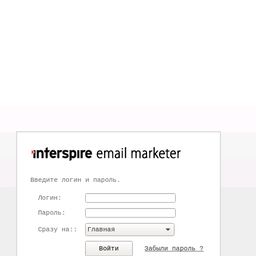 interspire email marketer
Введите логин и пароль.
Логин:
Пароль:
Сразу на:: Главная
Войти Забыли пароль ?